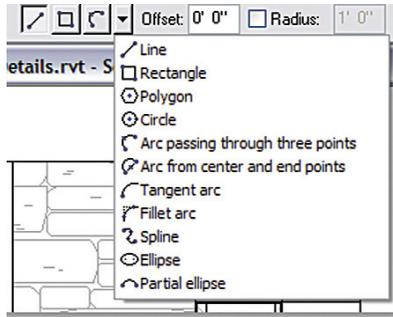 Offset: 0' 0" Radius: 1' 0"
etails.rvt - S
Line
Rectangle
Polygon
Circle
Arc passing through three points
Arc from center and end points
Tangent arc
Fillet arc
Spline
Ellipse
Partial ellipse